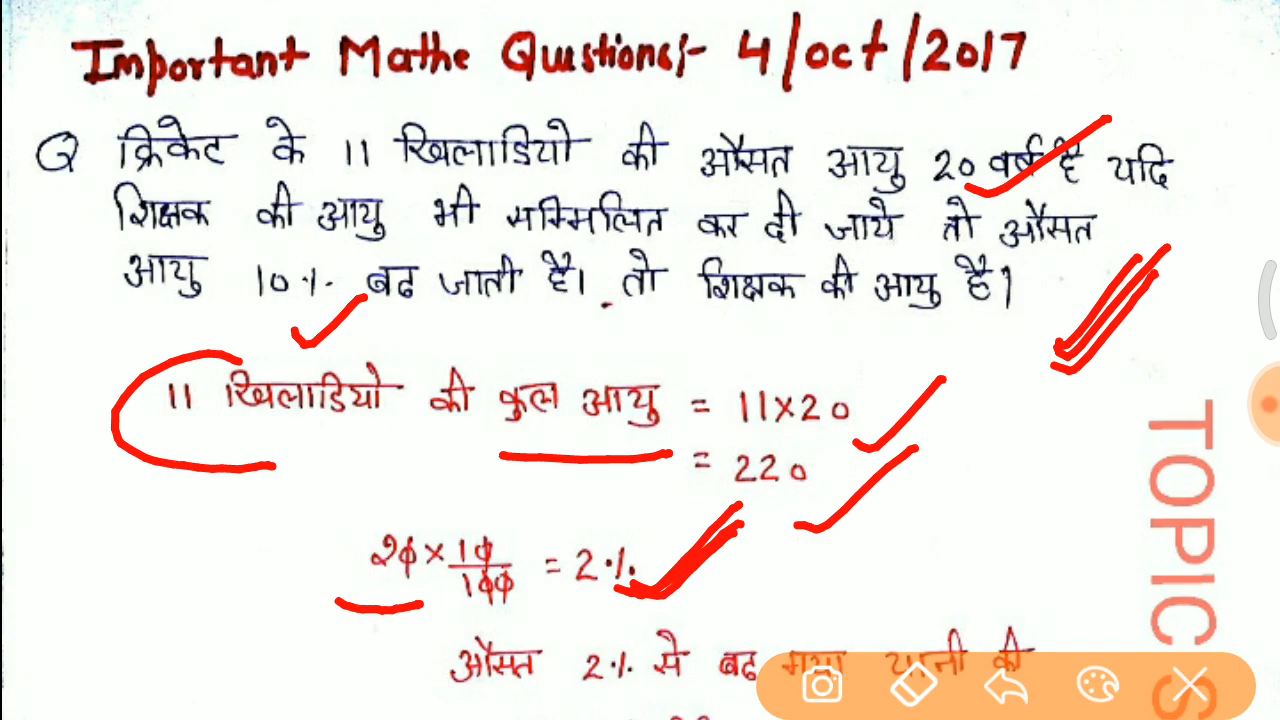 Important Mathe Questions:- 4/oct/2017
Q क्रिकेट के 11 खिलाडियो की औसत आयु 20 वर्ष है यदि
शिक्षक की आयु भी सम्मिलित कर दी जाये तो औसत
आयु 10%. बढ जाती है। तो शिक्षक की आयु है?
11 खिलाडियो की कुल आयु = 11×20
= 220
20 × 10/100 = 2%.
औसत 2%. से बढ गया यानी की
TOPIC S